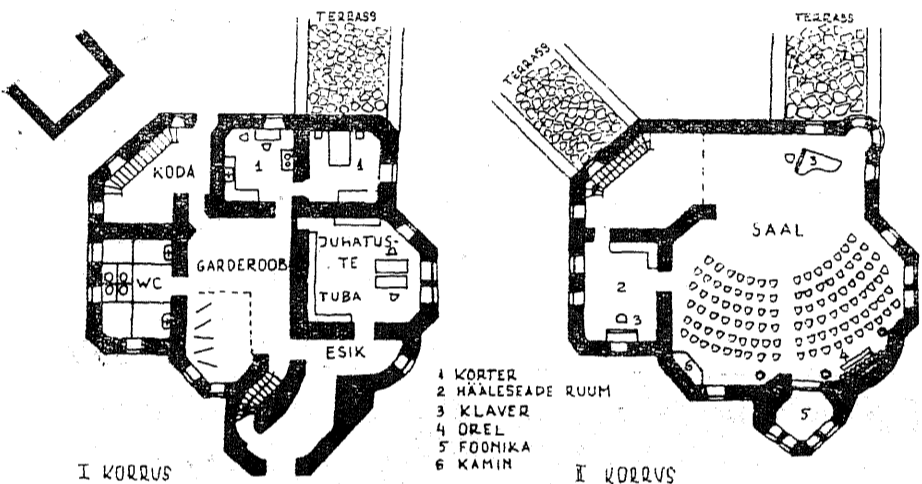 TERRASS
1
1
KODA
JUHATUS-
TE
TUBA
GARDEROOB
WC
ESIK
I KORRUS
1 KORTER
2 HÄÄLESEADE RUUM
3 KLAVER
4 OREL
5 FOONIKA
6 KAMIN
TERRASS
TERRASS
3
SAAL
2
3
4
6
5
II KORRUS